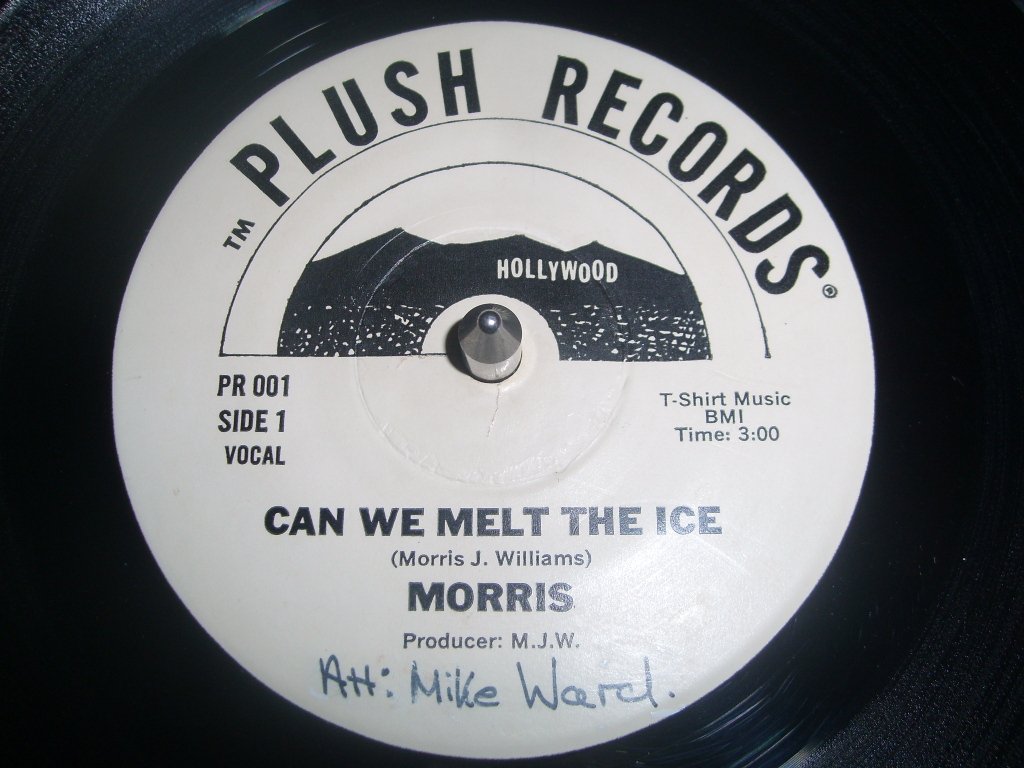 ™ PLUSH RECORDS®
HOLLYWOOD
PR 001
SIDE 1
VOCAL
T-Shirt Music
BMI
Time: 3:00
CAN WE MELT THE ICE
(Morris J. Williams)
MORRIS
Producer: M.J.W.
Att: Mike Ward.